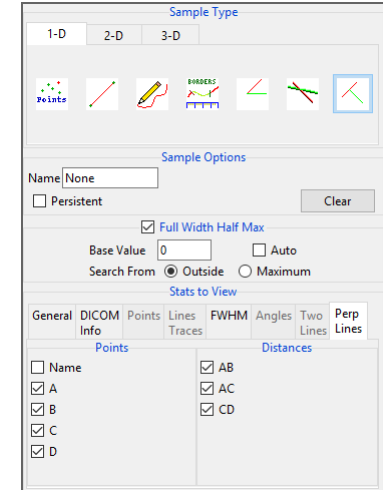 Sample Type
1-D 2-D 3-D
Points BORDERS
Sample Options
Name None
Persistent Clear
Full Width Half Max
Base Value 0 Auto
Search From Outside Maximum
Stats to View
General DICOM Info Points Lines Traces FWHM Angles Two Lines Perp Lines
Points Distances
Name AB
A AC
B CD
C
D